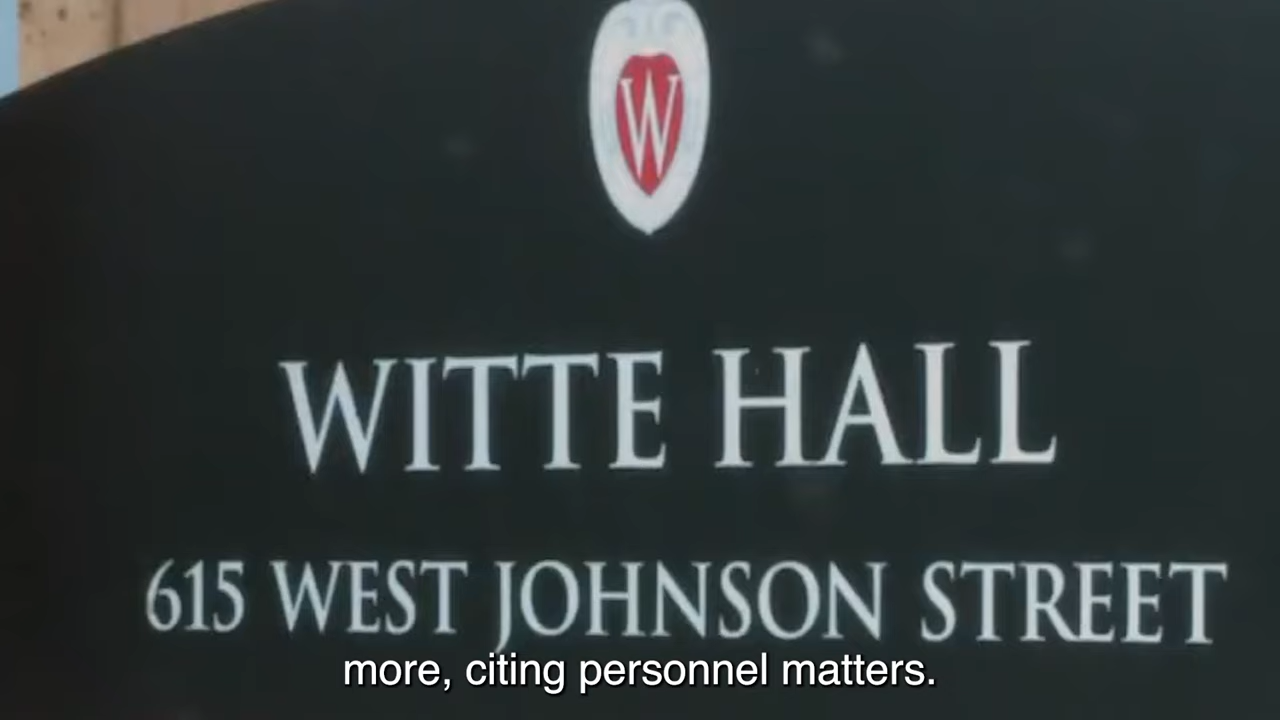 W
WITTE HALL
615 WEST JOHNSON STREET
more, citing personnel matters.